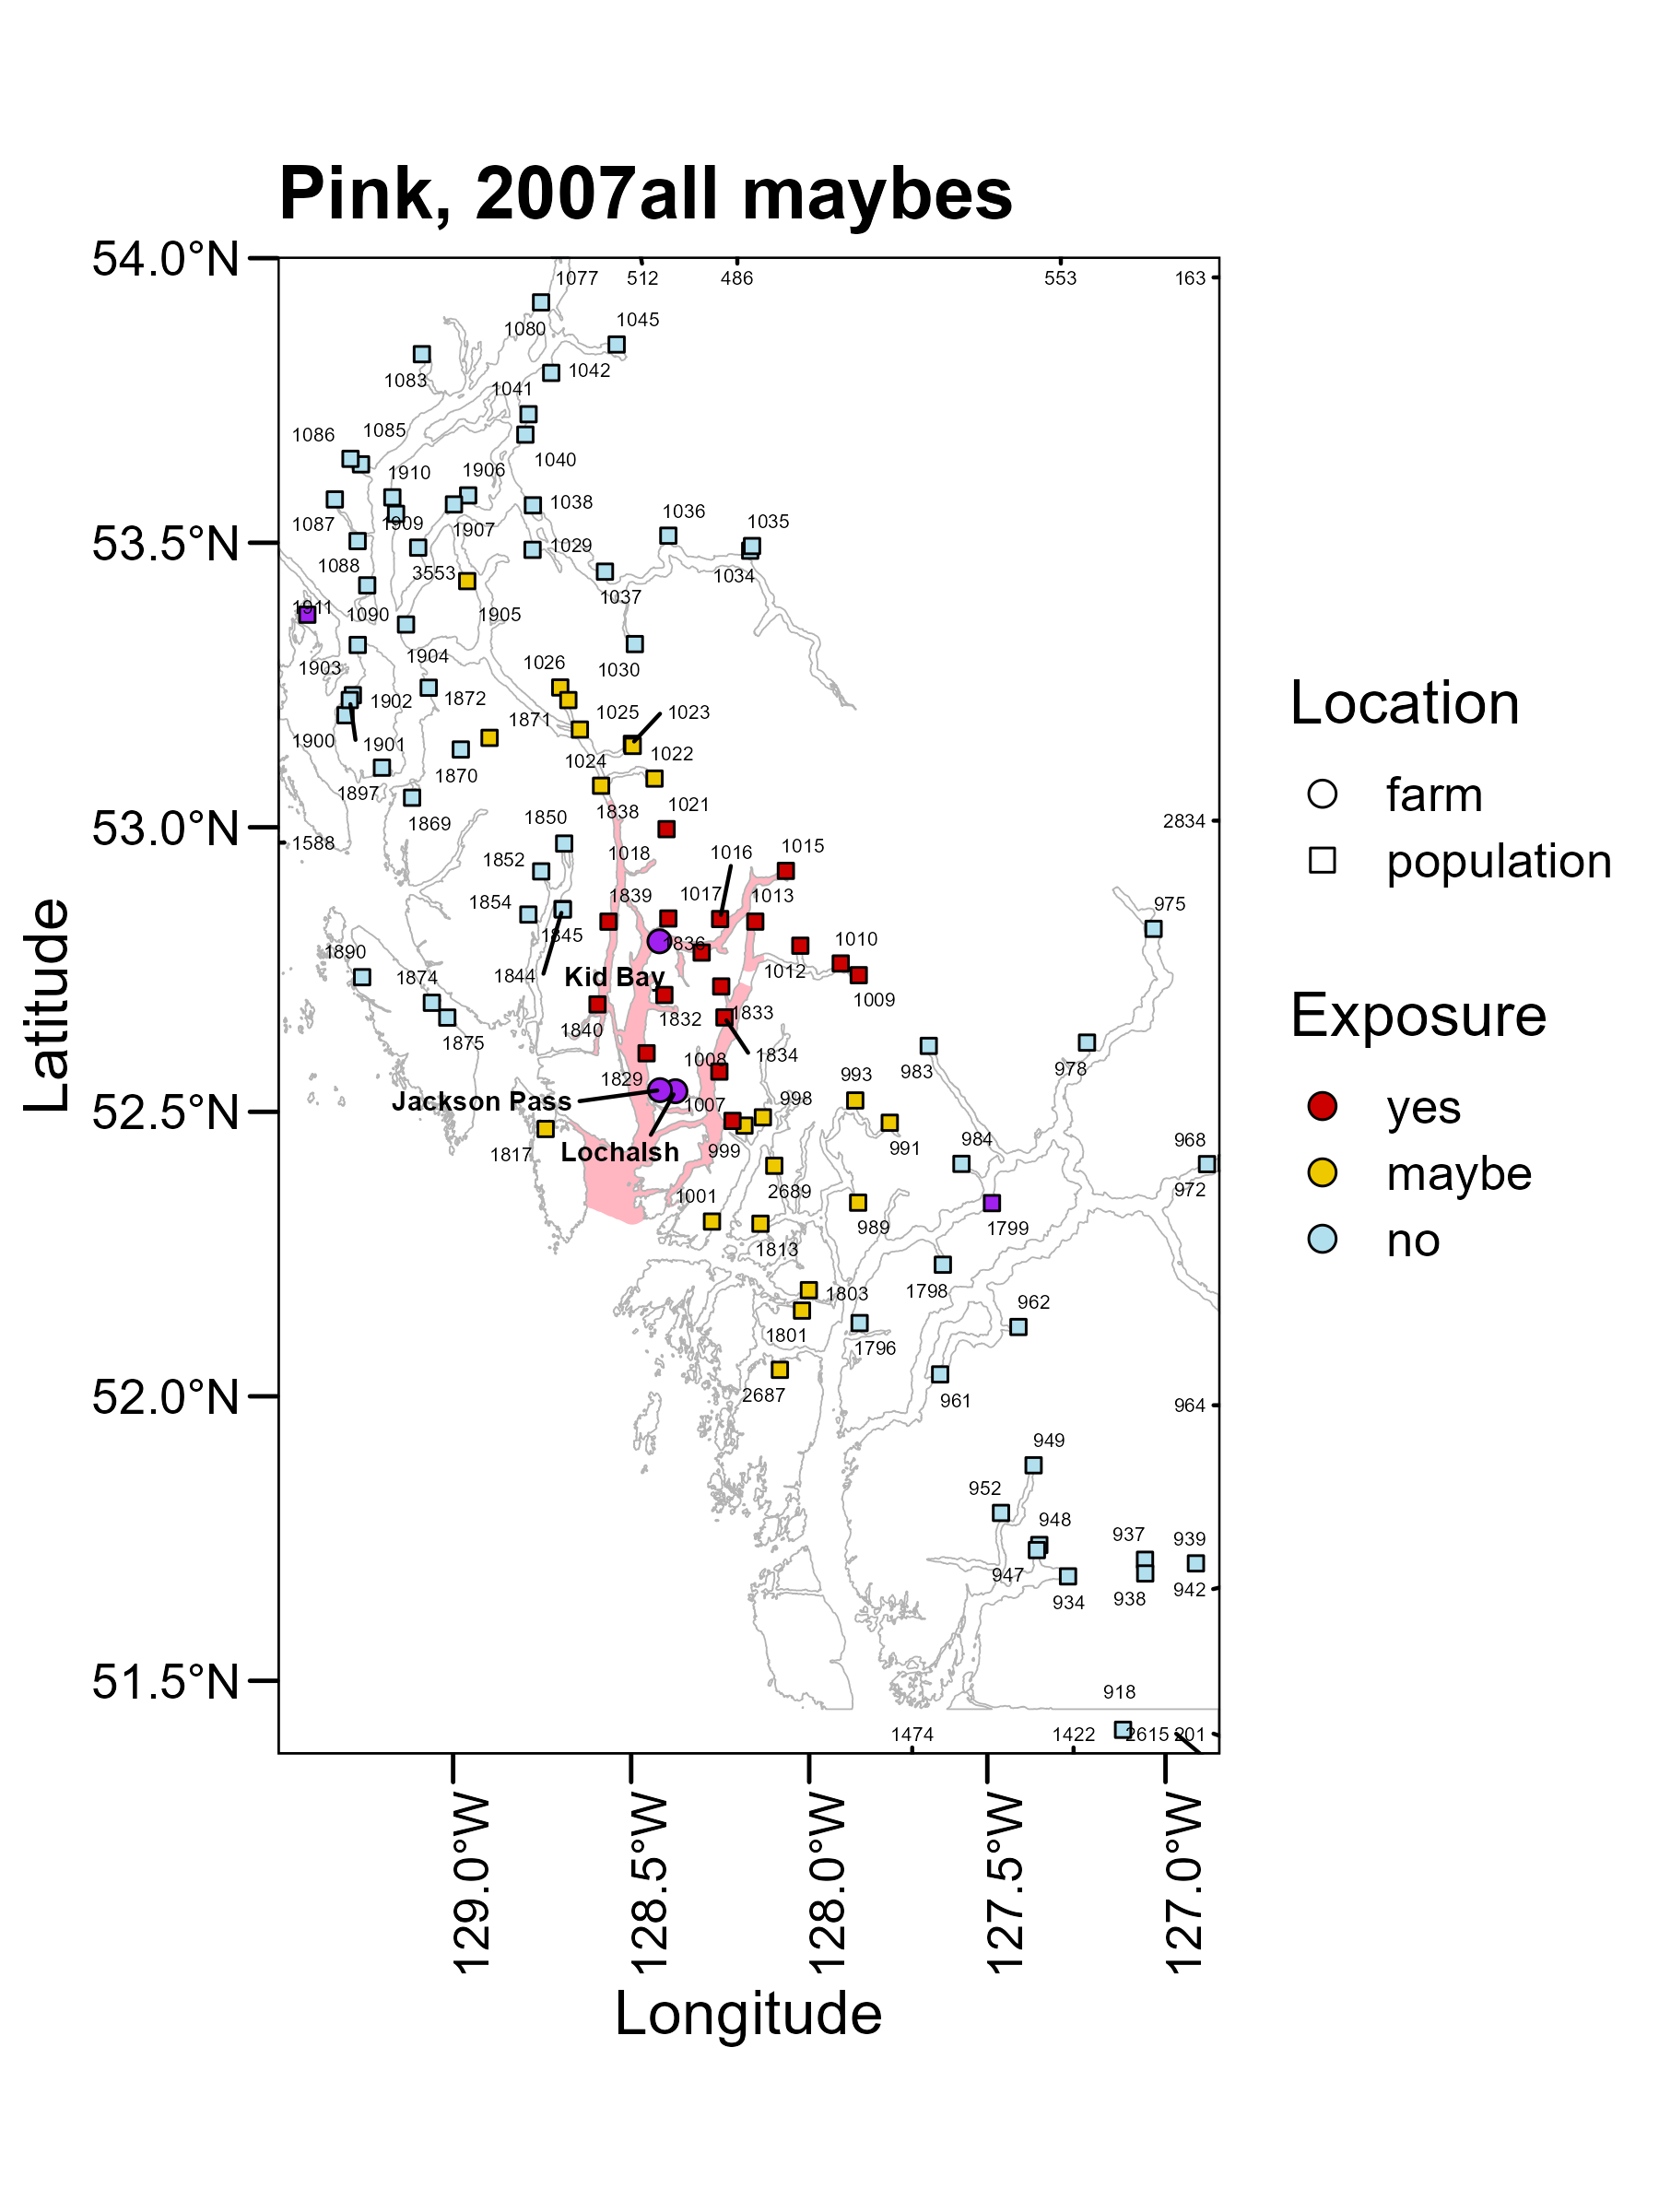 Pink, 2007all maybes
54.0°N
53.5°N
53.0°N
52.5°N
52.0°N
51.5°N
Latitude
1077 512 486 553 163
1080 1045
1083 1042
1041
1086 1085
1040
1910 1906
1087 1909 1907 1038 1036 1035
1088 3553 1029 1034
1911 1090 1905 1037
1903 1904 1026 1030
1902 1872 1871 1025 1023
1900 1901 1870 1024 1022
1897 1869 1838 1021
1588 1850 2834
1852 1018 1016 1015
1854 1839 1017 1013 975
1845 1836 1010
1890 1874 1844 Kid Bay 1012
1875 1840 1832 1833 1009
1829 1008 1834 993 983 978
Jackson Pass 1007 998
1817 Lochalsh 999 991 984 968
1001 2689 989 1799 972
1813
1803 1798 962
1801 1796
2687 961 964
949
952
948 937 939
947 934 938 942
918
1474 1422 2615 201
129.0°W
128.5°W
128.0°W
127.5°W
127.0°W
Longitude
Location
farm
population
Exposure
yes
maybe
no